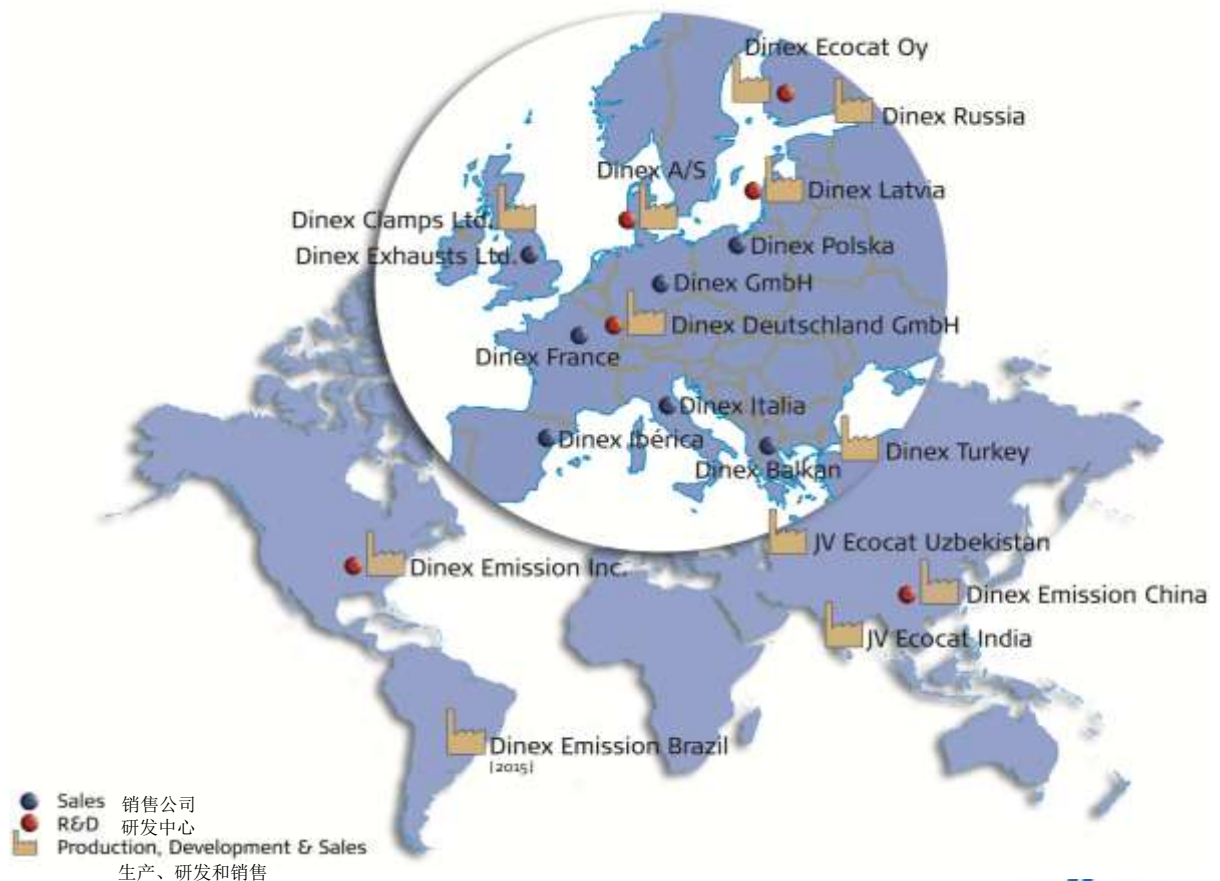 Dinex Ecocat Oy
Dinex Russia
Dinex A/S
Dinex Latvia
Dinex Clamps Ltd.
Dinex Exhausts Ltd.
Dinex Polska
Dinex GmbH
Dinex Deutschland GmbH
Dinex France
Dinex Italia
Dinex Ibérica
Dinex Balkan
Dinex Turkey
JV Ecocat Uzbekistan
Dinex Emission Inc.
Dinex Emission China
JV Ecocat India
Dinex Emission Brazil
(2015)
Sales 销售公司
R&D 研发中心
Production, Development & Sales
生产、研发和销售